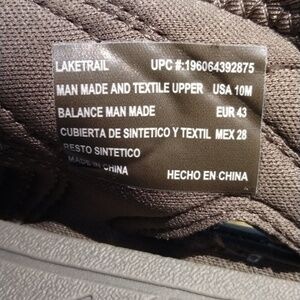 LAKETRAIL UPC #:196064392875
MAN MADE AND TEXTILE UPPER USA 10M
BALANCE MAN MADE EUR 43
CUBIERTA DE SINTETICO Y TEXTIL MEX 28
RESTO SINTETICO
MADE IN CHINA HECHO EN CHINA